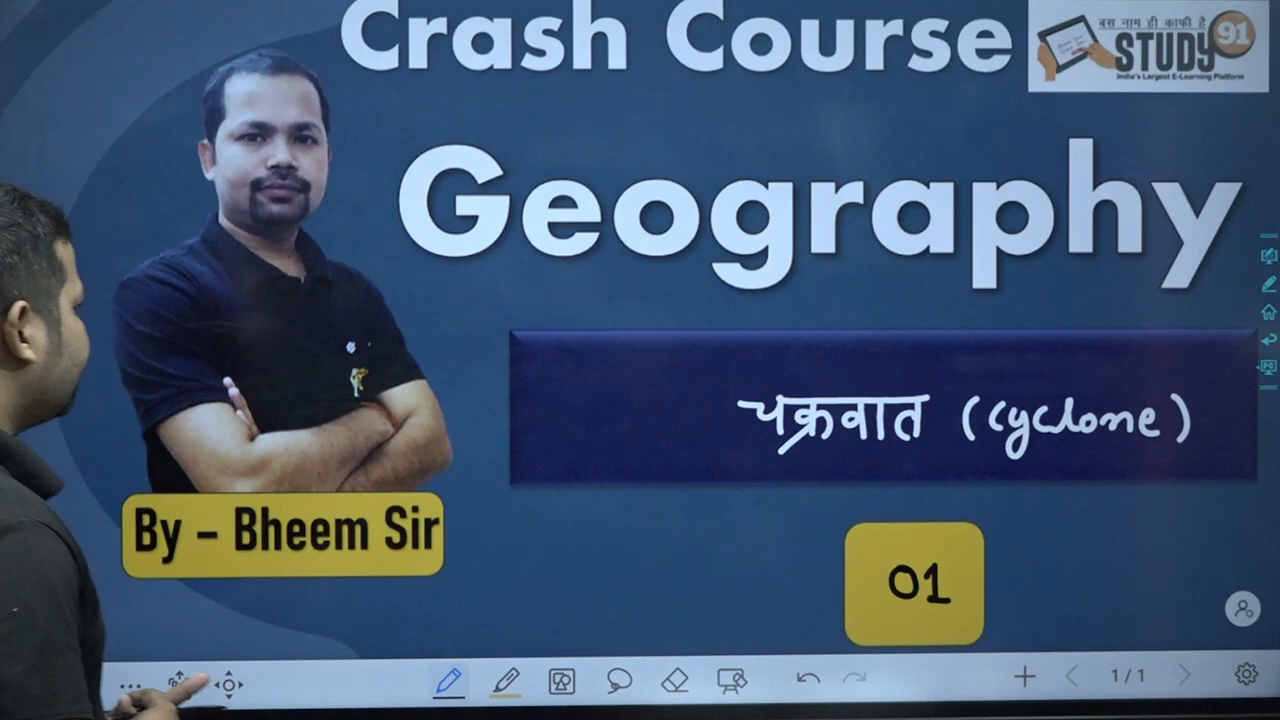 Crash Course
बस नाम ही काफी है
STUDY 91
India's Largest E-Learning Platform
Geography
चक्रवात (Cyclone)
By - Bheem Sir
01
1/1